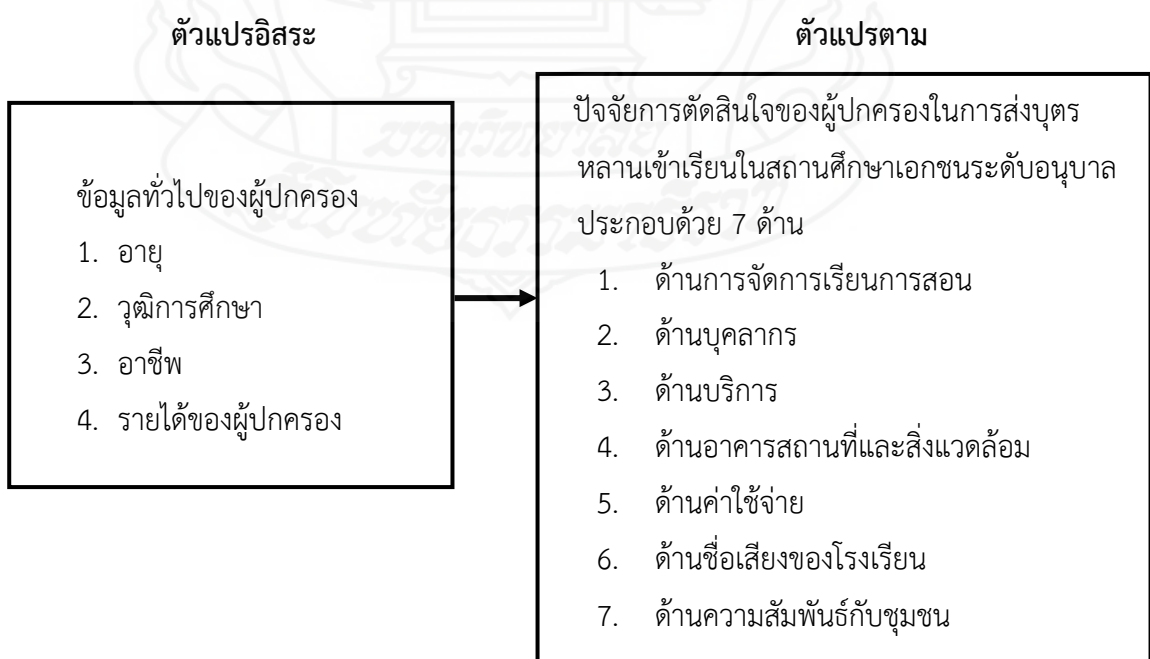 ตัวแปรอิสระ
ตัวแปรตาม
ข้อมูลทั่วไปของผู้ปกครอง
1. อายุ
2. วุฒิการศึกษา
3. อาชีพ
4. รายได้ของผู้ปกครอง
ปัจจัยการตัดสินใจของผู้ปกครองในการส่งบุตร
หลานเข้าเรียนในสถานศึกษาเอกชนระดับอนุบาล
ประกอบด้วย 7 ด้าน
1. ด้านการจัดการเรียนการสอน
2. ด้านบุคลากร
3. ด้านบริการ
4. ด้านอาคารสถานที่และสิ่งแวดล้อม
5. ด้านค่าใช้จ่าย
6. ด้านชื่อเสียงของโรงเรียน
7. ด้านความสัมพันธ์กับชุมชน